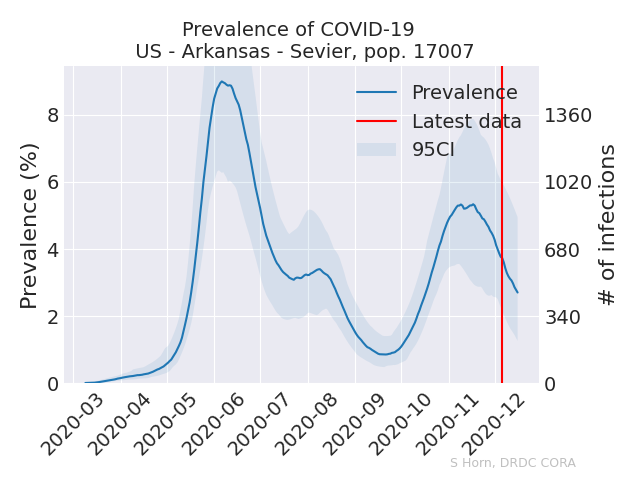 Prevalence of COVID-19
US - Arkansas - Sevier, pop. 17007
Prevalence
Latest data
95CI
Prevalence (%)
8
6
4
2
0
1360
1020
680
340
0
# of infections
2020-03
2020-04
2020-05
2020-06
2020-07
2020-08
2020-09
2020-10
2020-11
2020-12
S Horn, DRDC CORA